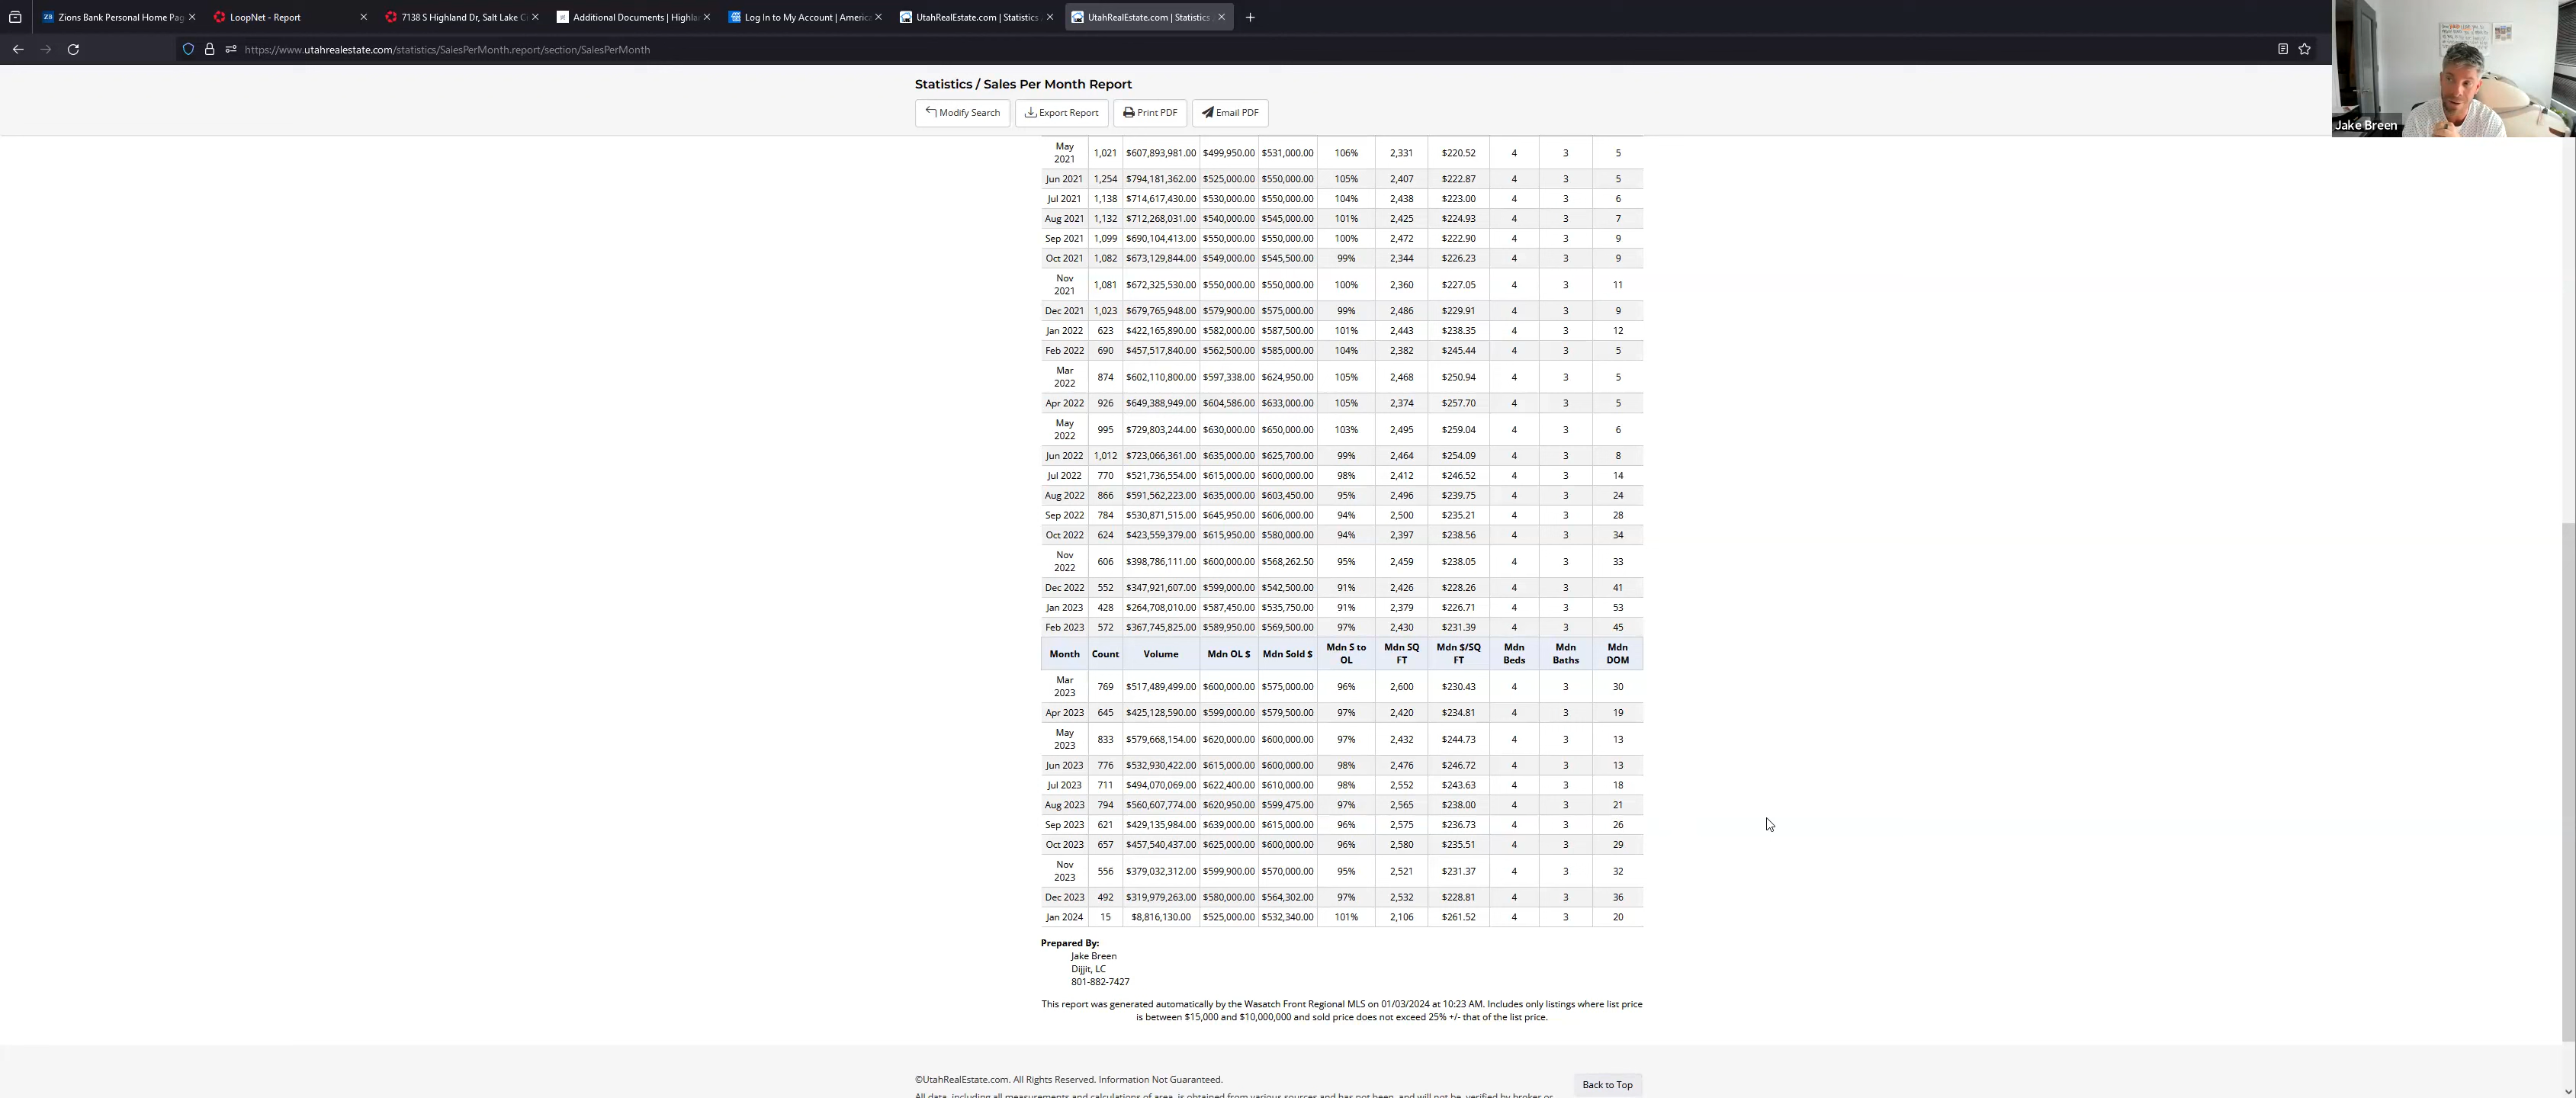 Zions Bank Personal Home Pag
LoopNet - Report
7138 S Highland Dr, Salt Lake Ci
Additional Documents | Highla
Log In to My Account | America
UtahRealEstate.com | Statistics
UtahRealEstate.com | Statistics
https://www.utahrealestate.com/statistics/SalesPerMonth.report/section/SalesPerMonth
Jake Breen
Statistics / Sales Per Month Report
Modify Search Export Report Print PDF Email PDF
May 2021 1,021 $607,893,981.00 $499,950.00 $531,000.00 106% 2,331 $220.52 4 3 5
Jun 2021 1,254 $794,181,362.00 $525,000.00 $550,000.00 105% 2,407 $222.87 4 3 5
Jul 2021 1,138 $714,617,430.00 $530,000.00 $550,000.00 104% 2,438 $223.00 4 3 6
Aug 2021 1,132 $712,268,031.00 $540,000.00 $545,000.00 101% 2,425 $224.93 4 3 7
Sep 2021 1,099 $690,104,413.00 $550,000.00 $550,000.00 100% 2,472 $222.90 4 3 9
Oct 2021 1,082 $673,129,844.00 $549,000.00 $545,500.00 99% 2,344 $226.23 4 3 9
Nov 2021 1,081 $672,325,530.00 $550,000.00 $550,000.00 100% 2,360 $227.05 4 3 11
Dec 2021 1,023 $679,765,948.00 $579,900.00 $575,000.00 99% 2,486 $229.91 4 3 9
Jan 2022 623 $422,165,890.00 $582,000.00 $587,500.00 101% 2,443 $238.35 4 3 12
Feb 2022 690 $457,517,840.00 $562,500.00 $585,000.00 104% 2,382 $245.44 4 3 5
Mar 2022 874 $602,110,800.00 $597,338.00 $624,950.00 105% 2,468 $250.94 4 3 5
Apr 2022 926 $649,388,949.00 $604,586.00 $633,000.00 105% 2,374 $257.70 4 3 5
May 2022 995 $729,803,244.00 $630,000.00 $650,000.00 103% 2,495 $259.04 4 3 6
Jun 2022 1,012 $723,066,361.00 $635,000.00 $625,700.00 99% 2,464 $254.09 4 3 8
Jul 2022 770 $521,736,554.00 $615,000.00 $600,000.00 98% 2,412 $246.52 4 3 14
Aug 2022 866 $591,562,223.00 $635,000.00 $603,450.00 95% 2,496 $239.75 4 3 24
Sep 2022 784 $530,871,515.00 $645,950.00 $606,000.00 94% 2,500 $235.21 4 3 28
Oct 2022 624 $423,559,379.00 $615,950.00 $580,000.00 94% 2,397 $238.56 4 3 34
Nov 2022 606 $398,786,111.00 $600,000.00 $568,262.50 95% 2,459 $238.05 4 3 33
Dec 2022 552 $347,921,607.00 $599,000.00 $542,500.00 91% 2,426 $228.26 4 3 41
Jan 2023 428 $264,708,010.00 $587,450.00 $535,750.00 91% 2,379 $226.71 4 3 53
Feb 2023 572 $367,745,825.00 $589,950.00 $569,500.00 97% 2,430 $231.39 4 3 45
Month Count Volume Mdn OL $ Mdn Sold $ Mdn S to OL Mdn SQ FT Mdn $/SQ FT Mdn Beds Mdn Baths Mdn DOM
Mar 2023 769 $517,489,499.00 $600,000.00 $575,000.00 96% 2,600 $230.43 4 3 30
Apr 2023 645 $425,128,590.00 $599,000.00 $579,500.00 97% 2,420 $234.81 4 3 19
May 2023 833 $579,668,154.00 $620,000.00 $600,000.00 97% 2,432 $244.73 4 3 13
Jun 2023 776 $532,930,422.00 $615,000.00 $600,000.00 98% 2,476 $246.72 4 3 13
Jul 2023 711 $494,070,069.00 $622,400.00 $610,000.00 98% 2,552 $243.63 4 3 18
Aug 2023 794 $560,607,774.00 $620,950.00 $599,475.00 97% 2,565 $238.00 4 3 21
Sep 2023 621 $429,135,984.00 $639,000.00 $615,000.00 96% 2,575 $236.73 4 3 26
Oct 2023 657 $457,540,437.00 $625,000.00 $600,000.00 96% 2,580 $235.51 4 3 29
Nov 2023 556 $379,032,312.00 $599,900.00 $570,000.00 95% 2,521 $231.37 4 3 32
Dec 2023 492 $319,979,263.00 $580,000.00 $564,302.00 97% 2,532 $228.81 4 3 36
Jan 2024 15 $8,816,130.00 $525,000.00 $532,340.00 101% 2,106 $261.52 4 3 20
Prepared By:
Jake Breen
Dijjit, LC
801-882-7427
This report was generated automatically by the Wasatch Front Regional MLS on 01/03/2024 at 10:23 AM. Includes only listings where list price
is between $15,000 and $10,000,000 and sold price does not exceed 25% +/- that of the list price.
©UtahRealEstate.com. All Rights Reserved. Information Not Guaranteed.
Back to Top
All data, including all measurements and calculations of area, is obtained from various sources and has not been, and will not be, verified by broker or